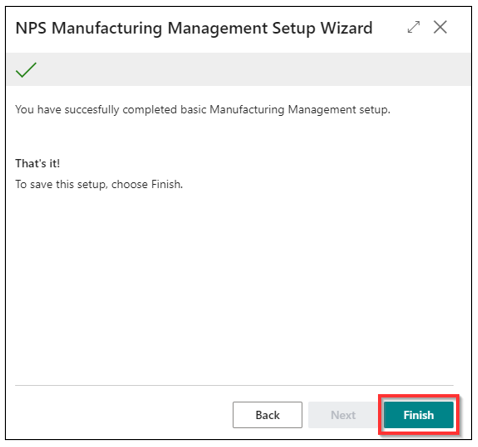 NPS Manufacturing Management Setup Wizard
You have succesfully completed basic Manufacturing Management setup.
That's it!
To save this setup, choose Finish.
Back Next Finish